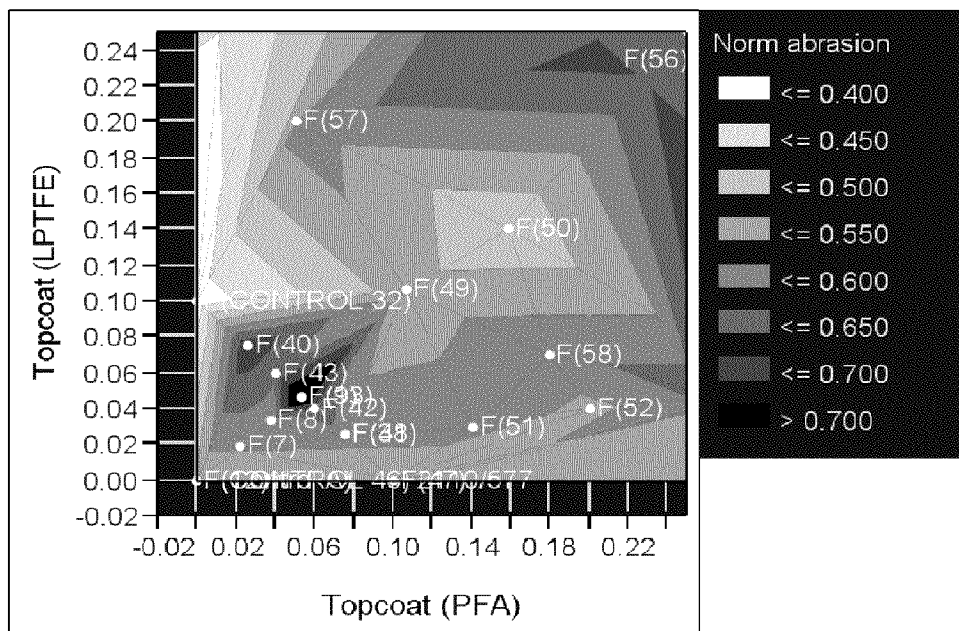 0.24
0.20
0.18
0.16
0.14
0.12
0.10
0.08
0.06
0.04
0.02
0.00
-0.02
Topcoat (LPTFE)
-0.02
0.02
0.06
0.10
0.14
0.18
0.22
Topcoat (PFA)
F(56)
F(57)
F(50)
F(49)
(CONTROL 32)
F(40)
F(58)
F(43)
F(42)
F(52)
F(8)
F(51)
F(7)
Norm abrasion
<= 0.400
<= 0.450
<= 0.500
<= 0.550
<= 0.600
<= 0.650
<= 0.700
> 0.700